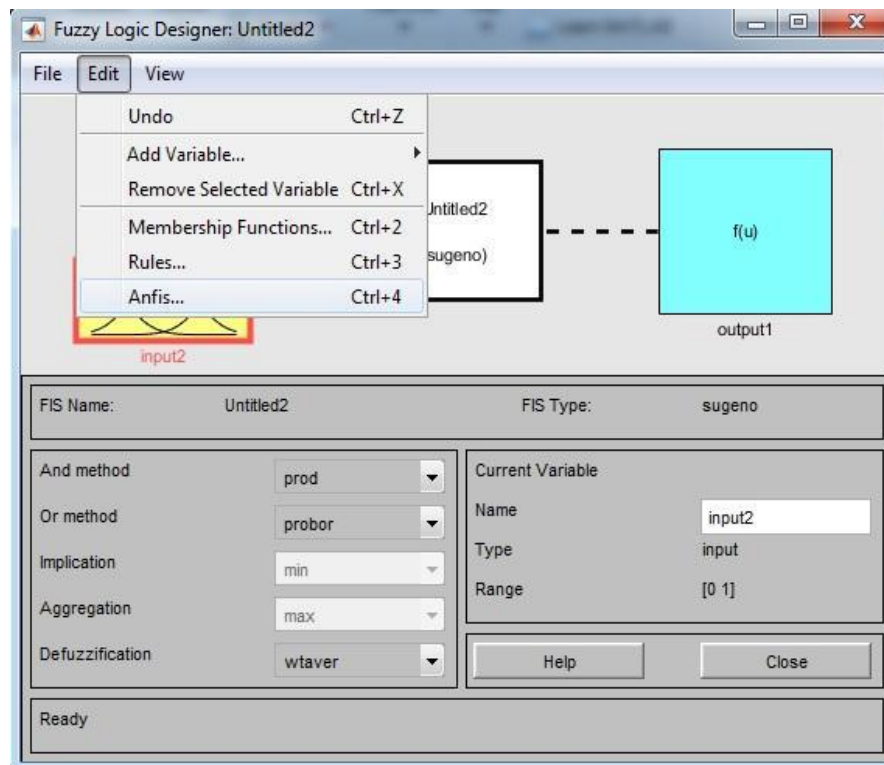 Fuzzy Logic Designer: Untitled2
File Edit View
Undo Ctrl+Z
Add Variable...
Remove Selected Variable Ctrl+X
Membership Functions... Ctrl+2
Rules... Ctrl+3
Anfis... Ctrl+4
Untitled2
sugeno)
f(u)
output1
input2
FIS Name: Untitled2 FIS Type: sugeno
And method prod
Or method probor
Implication min
Aggregation max
Defuzzification wtaver
Current Variable
Name input2
Type input
Range [0 1]
Help Close
Ready